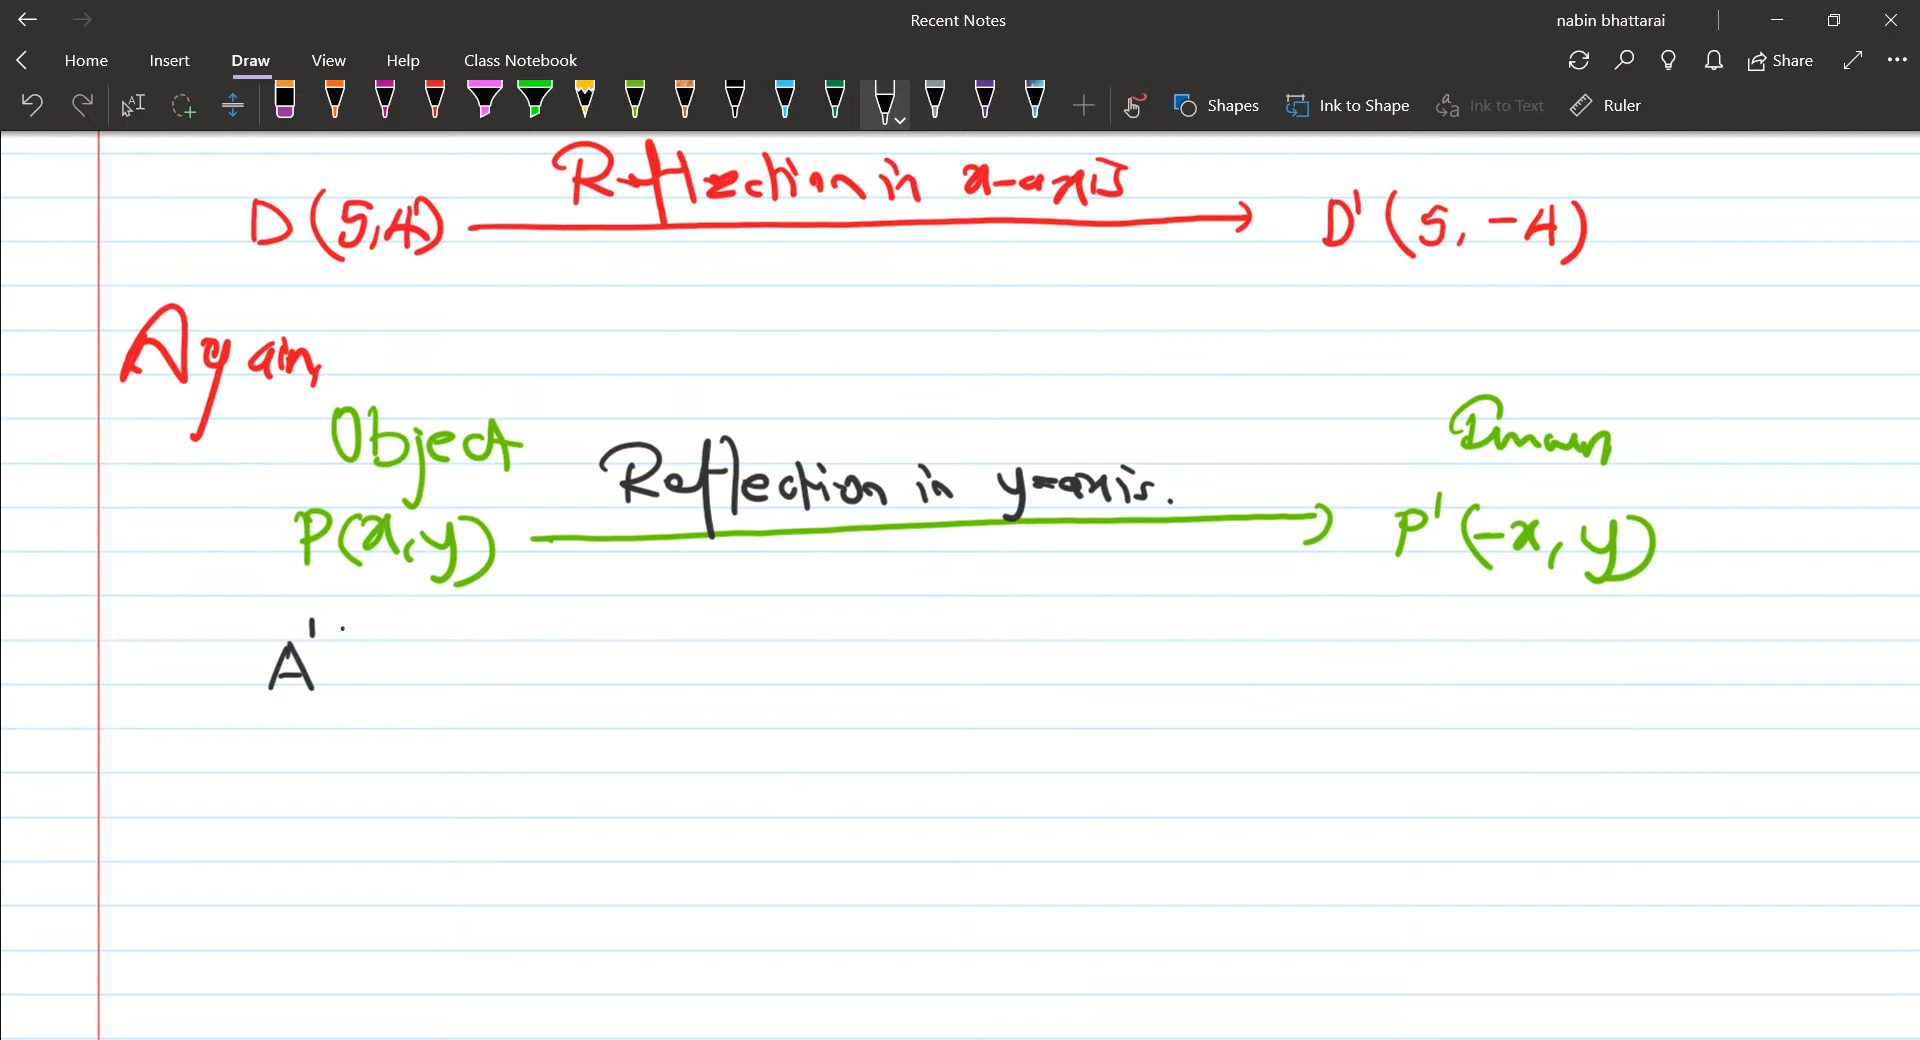 Recent Notes
nabin bhattarai
Home Insert Draw View Help Class Notebook Share
Shapes Ink to Shape Ink to Text Ruler
Reflection in x-axis
D(5,4) D'(5,-4)
Again,
Object Reflection in y-axis.
P(x,y) P'(-x, y)
A'